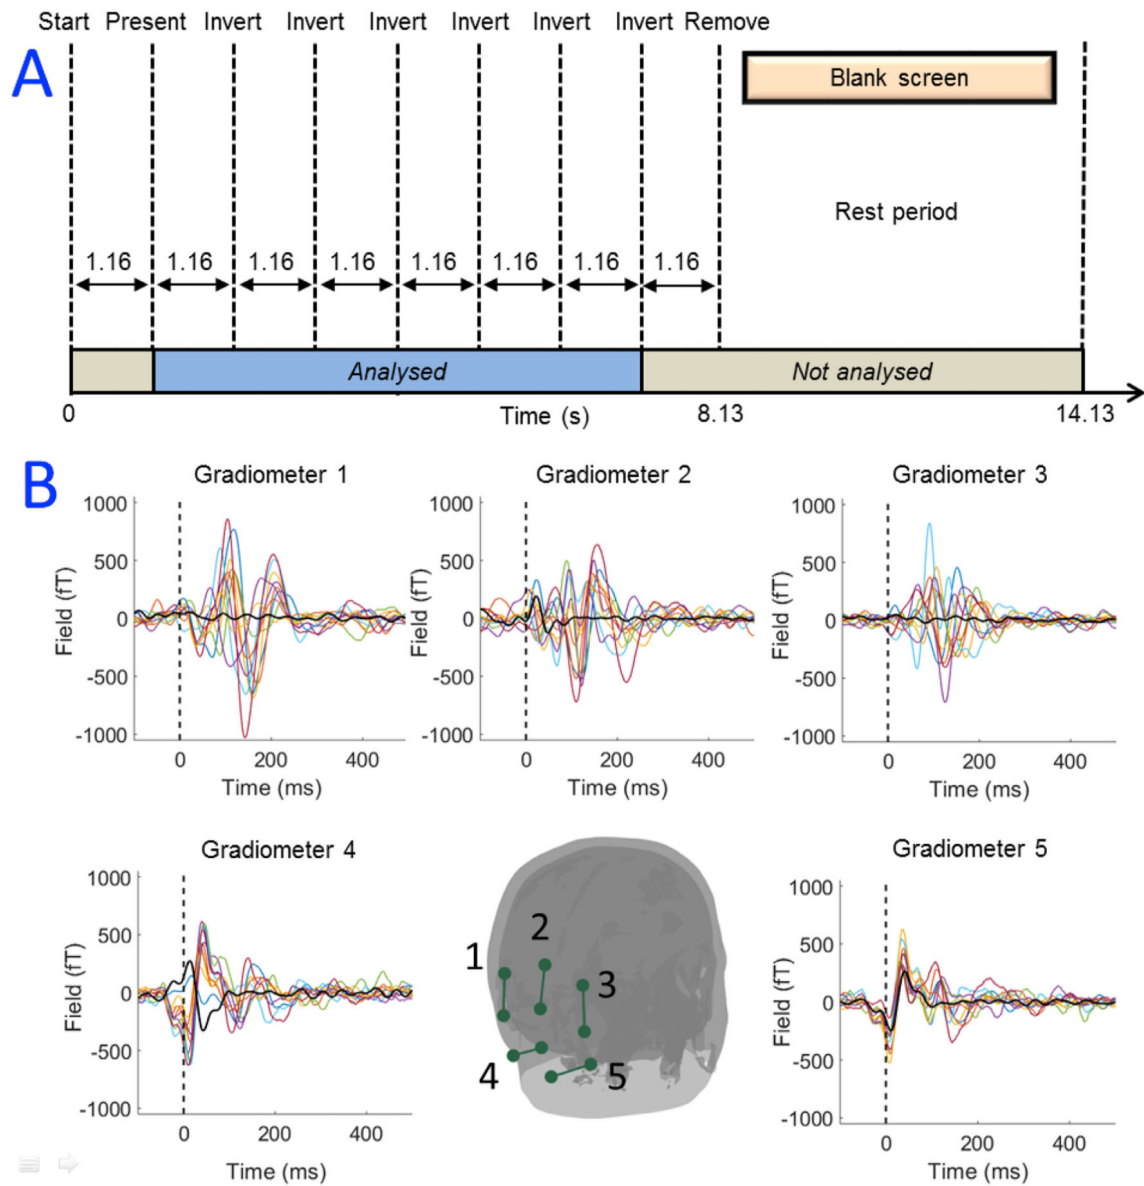 Start Present Invert Invert Invert Invert Invert Invert Remove
A
Blank screen
Rest period
1.16 1.16 1.16 1.16 1.16 1.16 1.16 1.16
Analysed Not analysed
0 Time (s) 8.13 14.13
B
Gradiometer 1
1000
500
0
-500
-1000
Field (fT)
0 200 400
Time (ms)
Gradiometer 2
1000
500
0
-500
-1000
Field (fT)
0 200 400
Time (ms)
Gradiometer 3
1000
500
0
-500
-1000
Field (fT)
0 200 400
Time (ms)
Gradiometer 4
1000
500
0
-500
-1000
Field (fT)
0 200 400
Time (ms)
1
2
3
4
5
Gradiometer 5
1000
500
0
-500
-1000
Field (fT)
0 200 400
Time (ms)